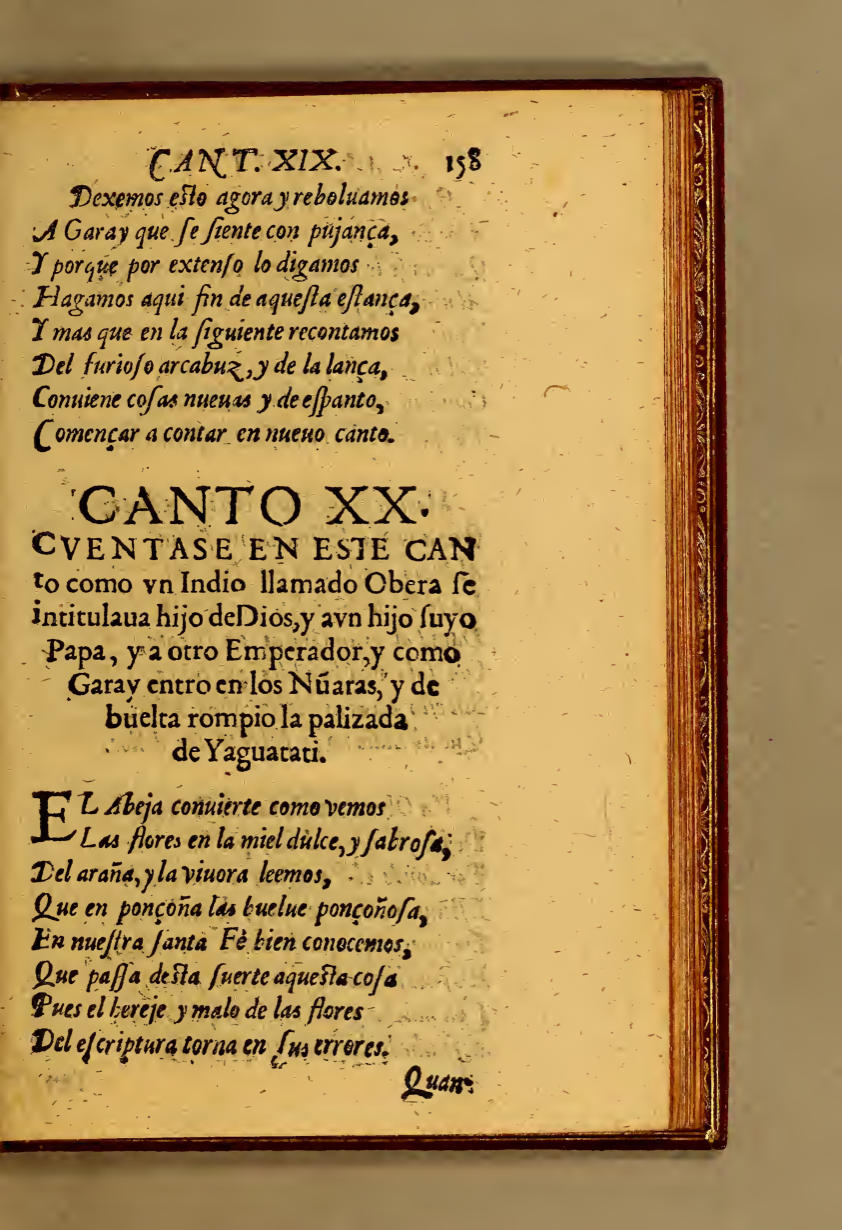 CANT. XIX. 158
Dexemos esto agora y reboluamos
A Garay que ſe ſiente con pujança,
Y porque por extenſo lo digamos
Hagamos aqui fin de aqueſta eſtança,
Y mas que en la ſiguiente recontamos
Del furioſo arcabuz, y de la lança,
Conuiene coſas nueuas y de eſpanto,
Començar a contar en nueuo canto.
CANTO XX.
CVENTASE EN ESTE CAN
to como vn Indio llamado Obera ſe
intitulaua hijo deDios, y avn hijo ſuyo
Papa, y a otro Emperador, y como
Garay entro en los Nũaras, y de
buelta rompio la palizada
de Yaguatati.
EL Abeja conuierte como vemos
Las flores en la miel dulce, y ſabroſa,
Del araña, y la viuora leemos,
Que en ponçoña las buelue ponçoñoſa,
En nueſtra ſanta Fè bien conocemos,
Que paſſa deſta ſuerte aqueſta coſa
Pues el hereje y malo de las flores
Del eſcriptura torna en ſus errores.
Quan-